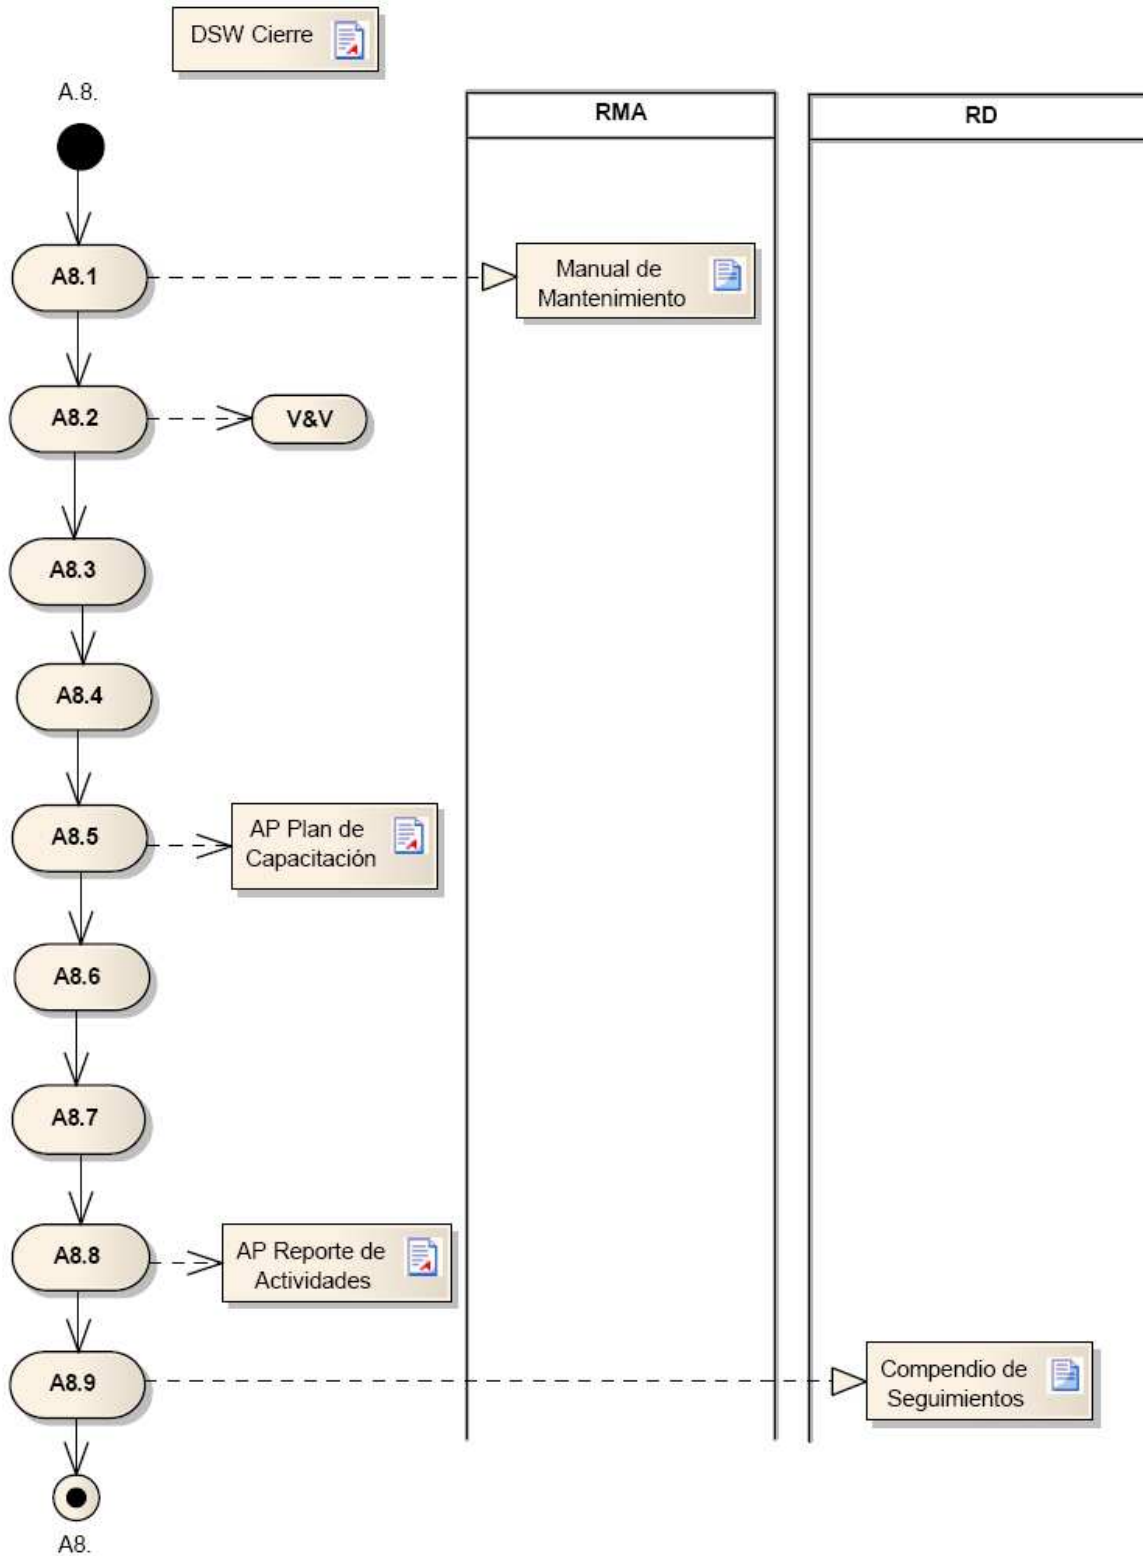 DSW Cierre
A.8.
RMA
RD
A8.1
Manual de
Mantenimiento
A8.2
V&V
A8.3
A8.4
A8.5
AP Plan de
Capacitación
A8.6
A8.7
A8.8
AP Reporte de
Actividades
A8.9
Compendio de
Seguimientos
A8.